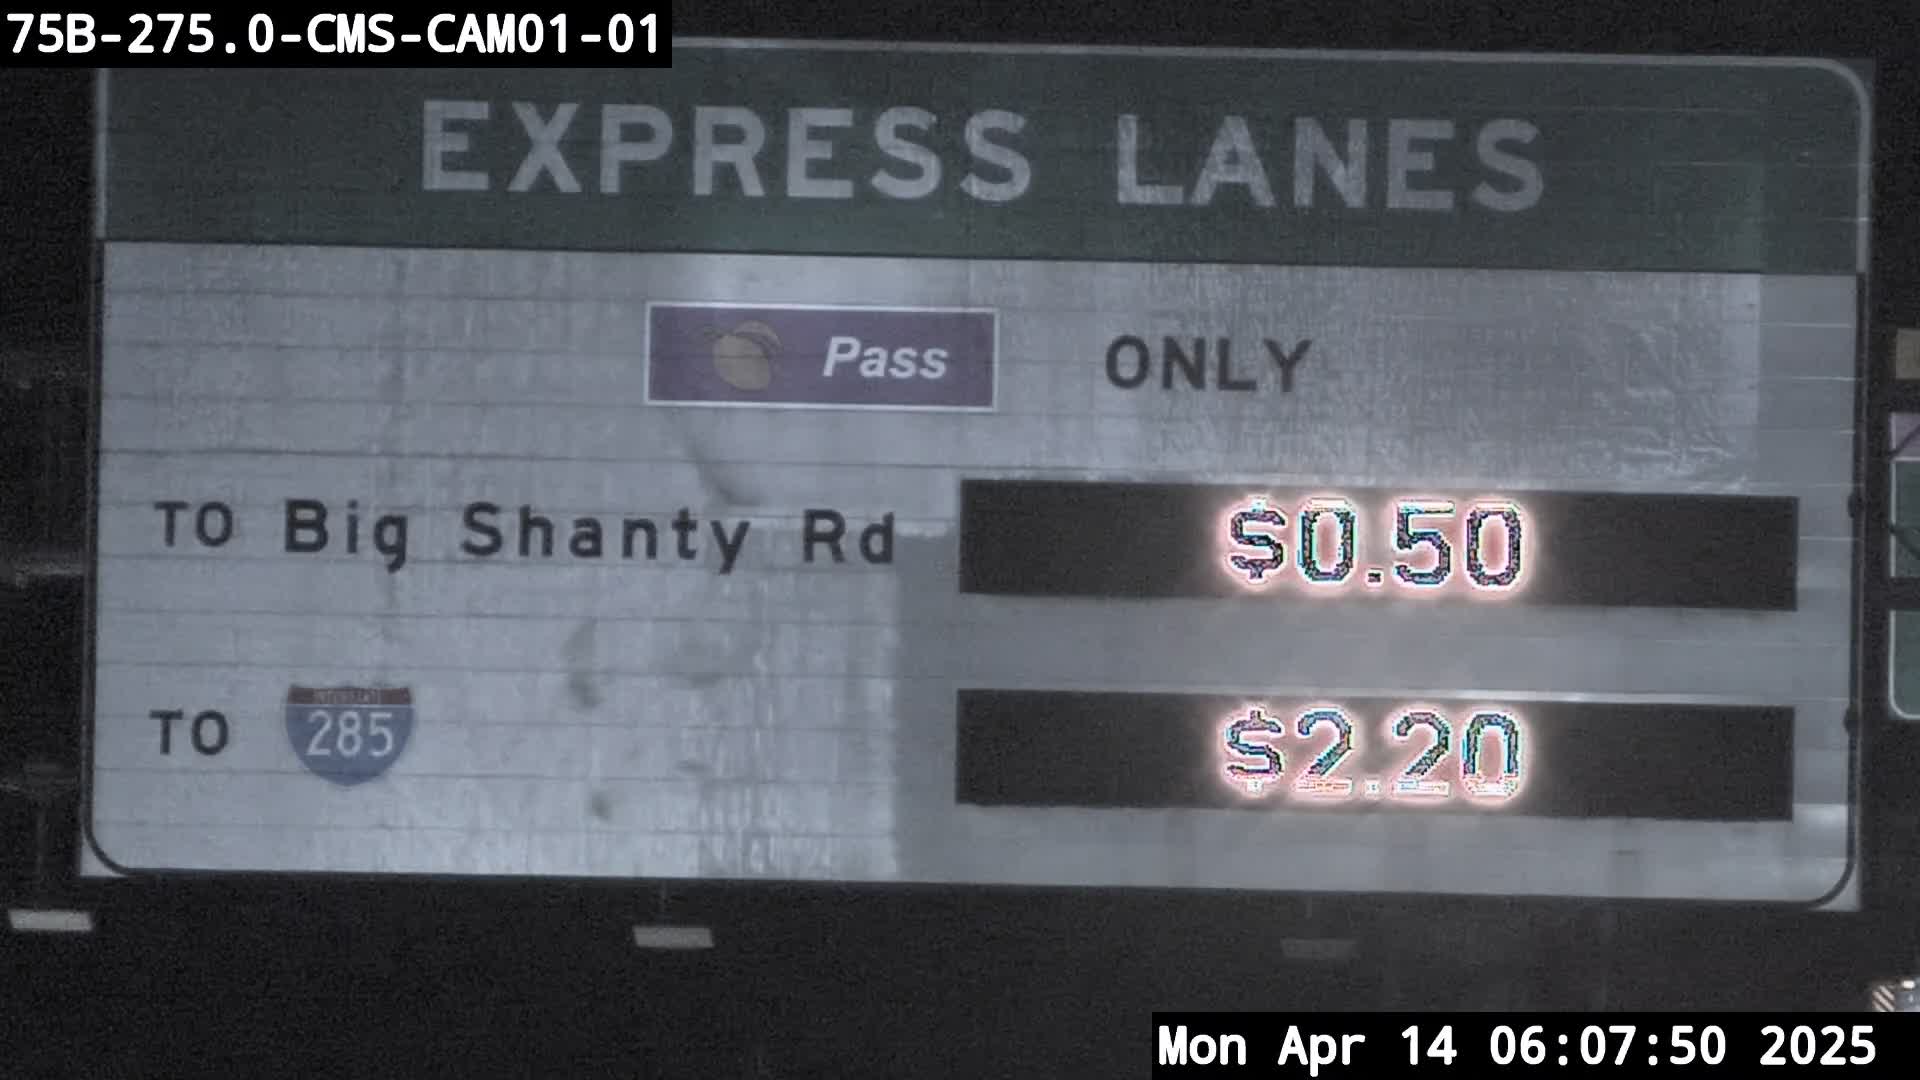 75B-275.0-CMS-CAM01-01
EXPRESS LANES
Pass ONLY
TO Big Shanty Rd $0.50
INTERSTATE
TO 285 $2.20
Mon Apr 14 06:07:50 2025